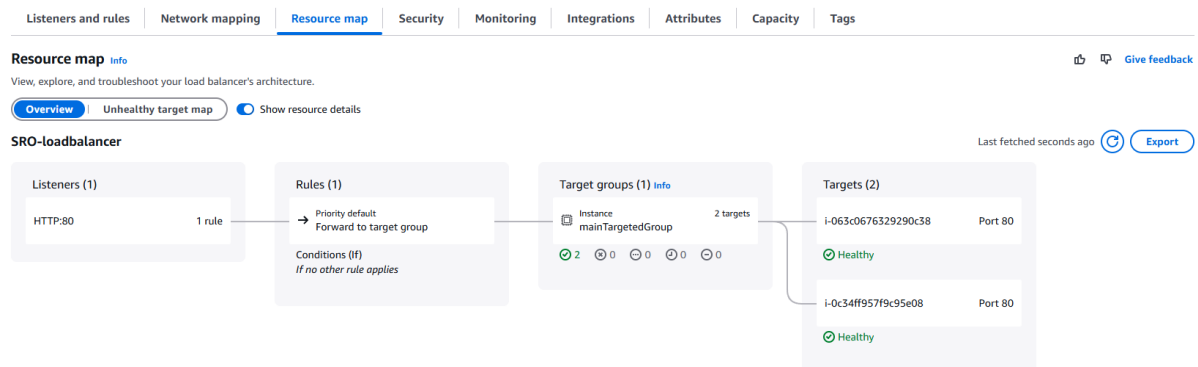 Listeners and rules Network mapping Resource map Security Monitoring Integrations Attributes Capacity Tags
Resource map Info
Give feedback
View, explore, and troubleshoot your load balancer's architecture.
Overview Unhealthy target map Show resource details
SRO-loadbalancer
Last fetched seconds ago Export
Listeners (1)
HTTP:80 1 rule
Rules (1)
Priority default
Forward to target group
Conditions (If)
If no other rule applies
Target groups (1) Info
Instance 2 targets
mainTargetedGroup
2 0 0 0 0
Targets (2)
i-063c0676329290c38 Port 80
Healthy
i-0c34ff957f9c95e08 Port 80
Healthy